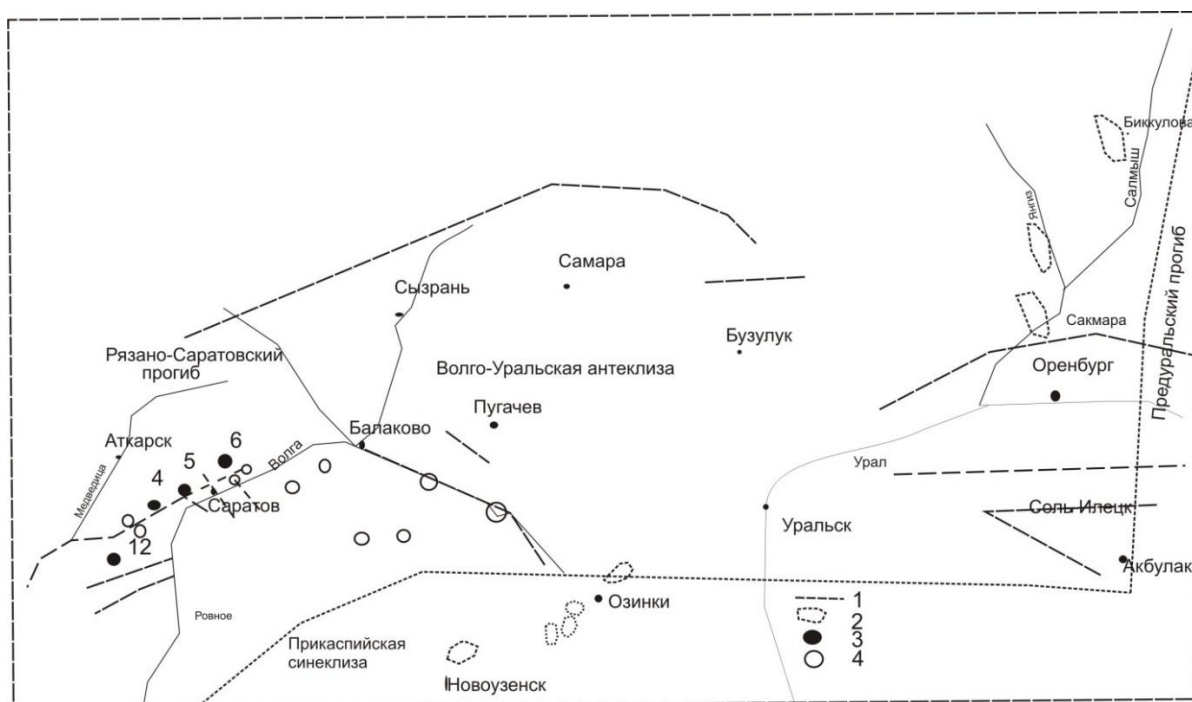 Биккулова
Салмыш
Янгиз
Предуральский прогиб
Самара
Сызрань
Сакмара
Бузулук
Оренбург
Рязано-Саратовский
прогиб
Волго-Уральская антеклиза
Пугачев
Балаково
Аткарск
6
Волга
5
4
Медведица
Саратов
Урал
Соль Илецк
Уральск
12
Акбулак
Озинки
1
Ровное
2
3
Прикаспийская
синеклиза
4
Новоузенск